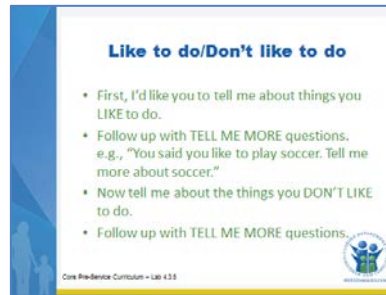 Like to do/Don't like to do
• First, I'd like you to tell me about things you
LIKE to do.
• Follow up with TELL ME MORE questions.
e.g., "You said you like to play soccer. Tell me
more about soccer."
• Now tell me about the things you DON'T LIKE
to do.
• Follow up with TELL ME MORE questions.
Core Pre-Service Curriculum – Lab 4.3.6